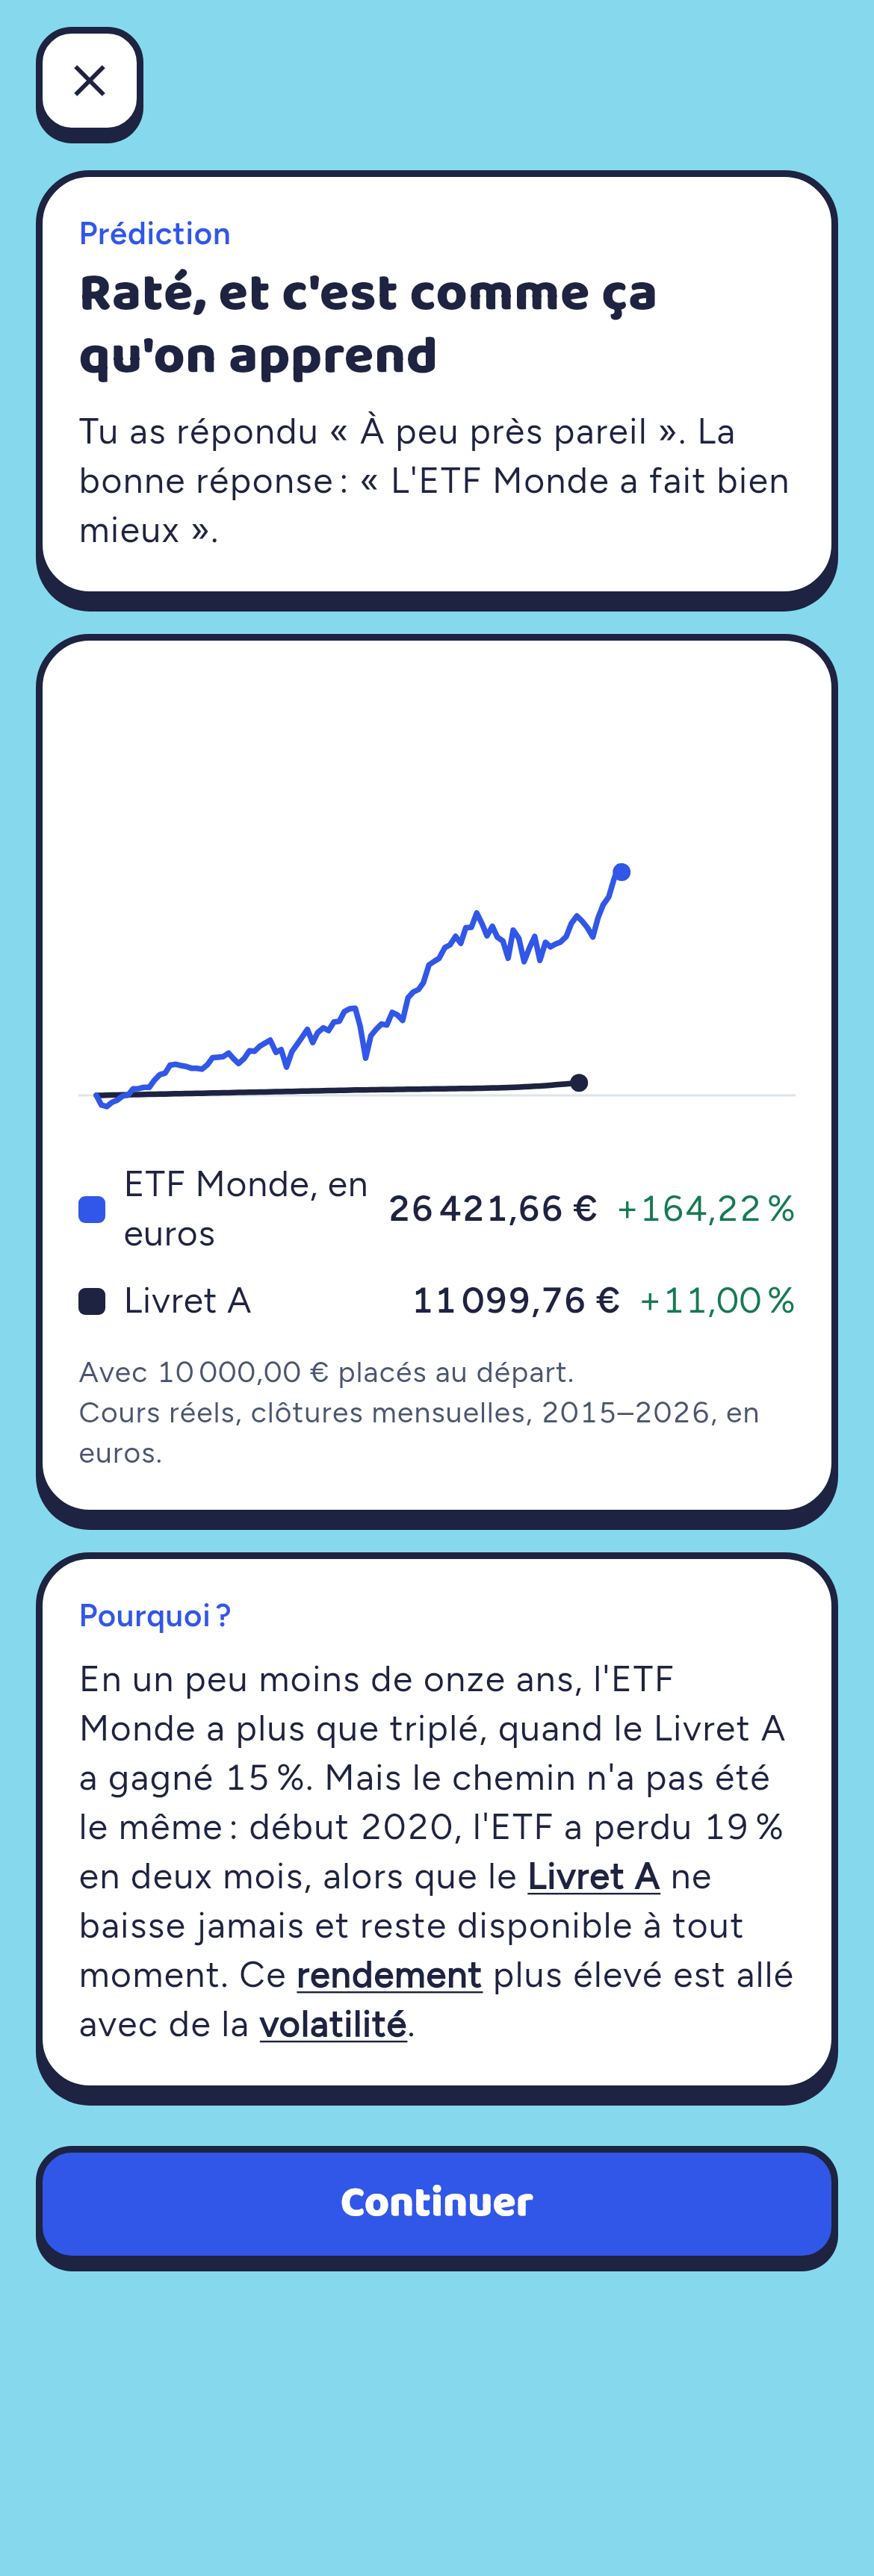 Prédiction
Raté, et c'est comme ça
qu'on apprend
Tu as répondu « À peu près pareil ». La
bonne réponse : « L'ETF Monde a fait bien
mieux ».
ETF Monde, en
euros
26 421,66 € +164,22 %
Livret A 11 099,76 € +11,00 %
Avec 10 000,00 € placés au départ.
Cours réels, clôtures mensuelles, 2015–2026, en
euros.
Pourquoi ?
En un peu moins de onze ans, l'ETF
Monde a plus que triplé, quand le Livret A
a gagné 15 %. Mais le chemin n'a pas été
le même : début 2020, l'ETF a perdu 19 %
en deux mois, alors que le Livret A ne
baisse jamais et reste disponible à tout
moment. Ce rendement plus élevé est allé
avec de la volatilité.
Continuer